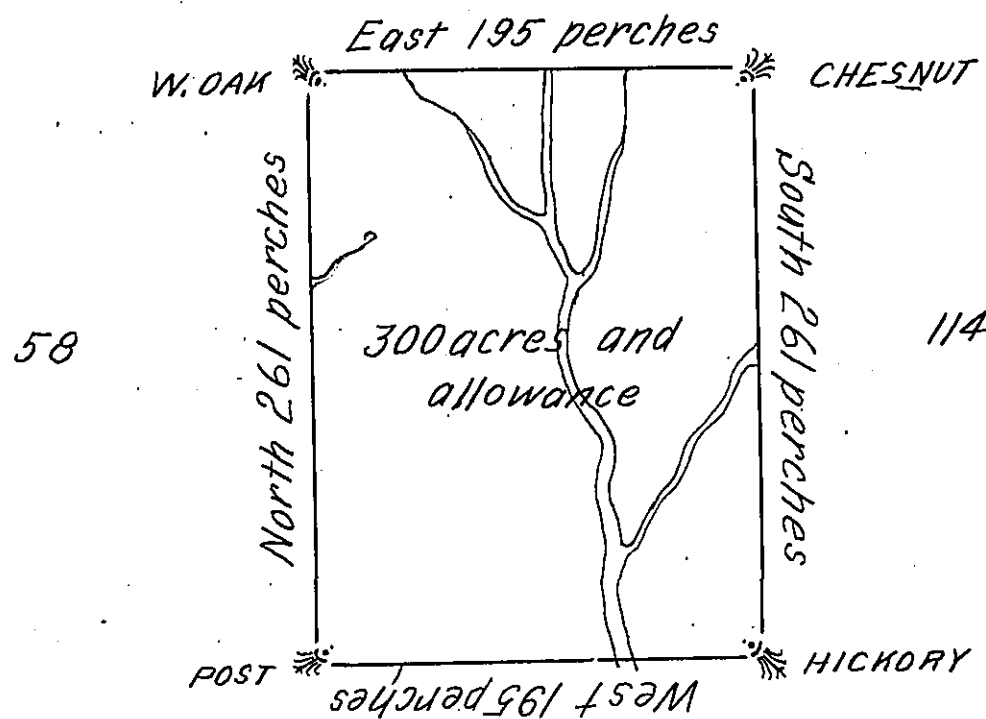 East 195 perches
W. OAK
CHESNUT
North 261 perches
South 261 perches
58
300 acres and
allowance
114
POST
HICKORY
West 195 perches